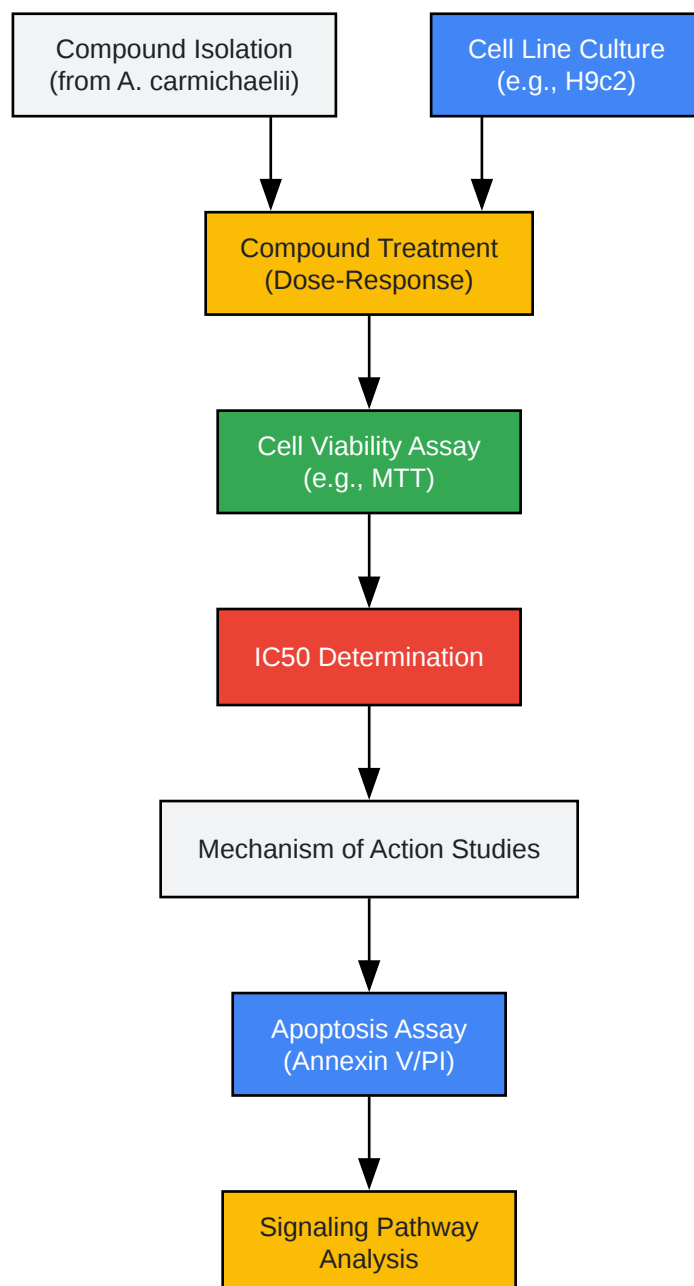 Compound Isolation
(from A. carmichaelii)
Cell Line Culture
(e.g., H9c2)
Compound Treatment
(Dose-Response)
Cell Viability Assay
(e.g., MTT)
IC50 Determination
Mechanism of Action Studies
Apoptosis Assay
(Annexin V/PI)
Signaling Pathway
Analysis